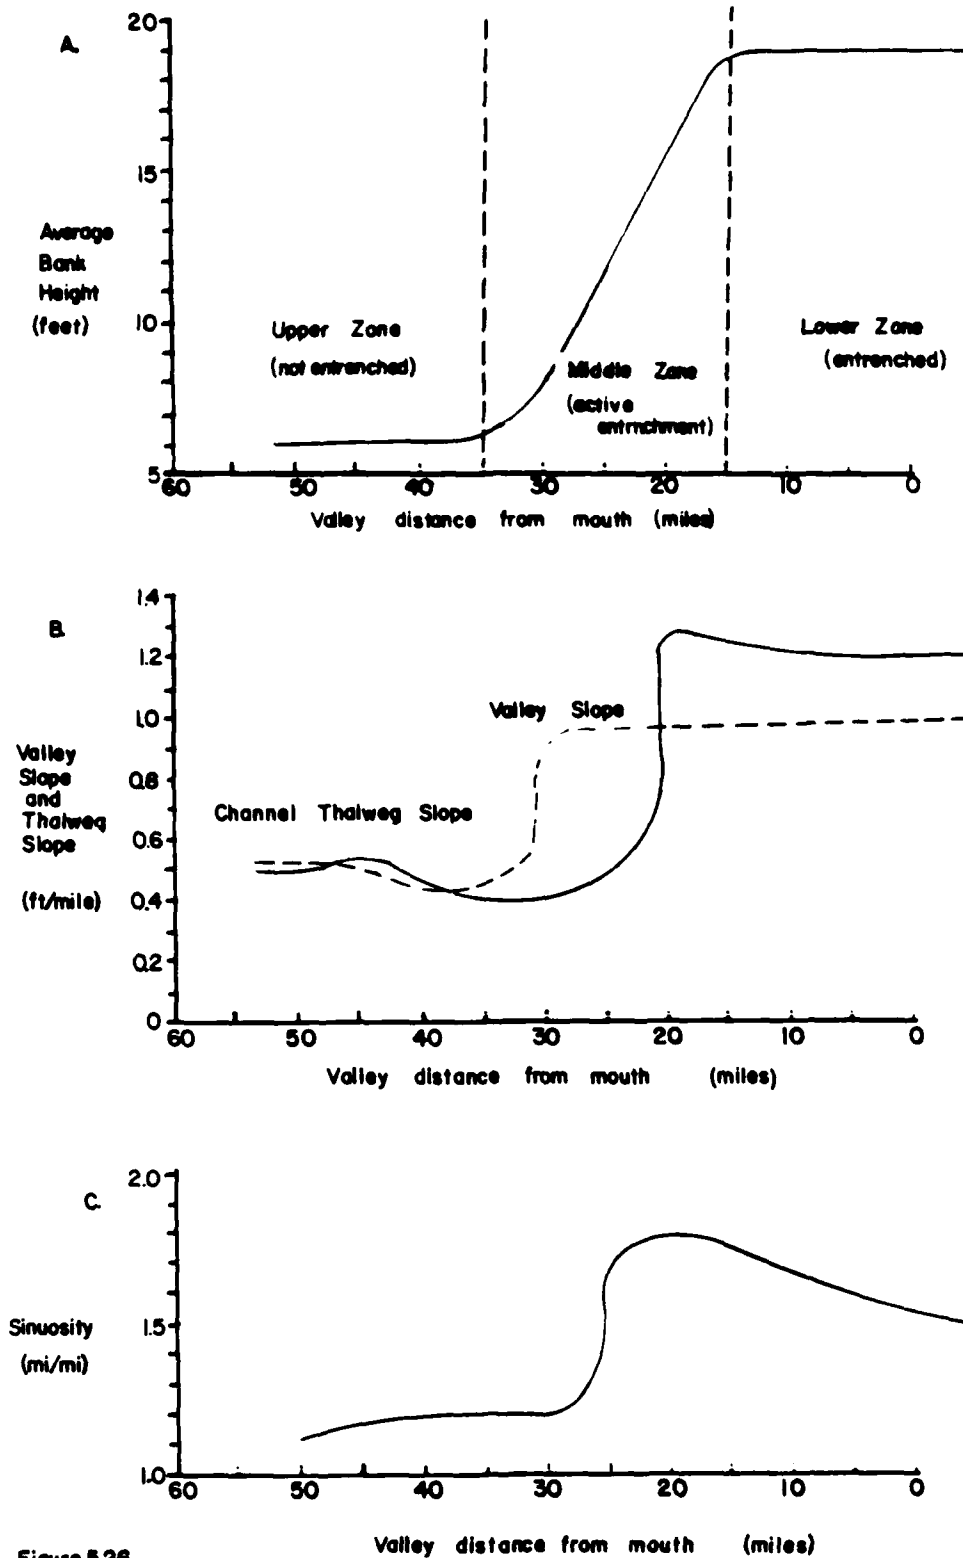 A.
20
15
10
5
Average
Bank
Height
(feet)
Upper Zone
(not entrenched)
Middle Zone
(active
entrnchment)
Lower Zone
(entrenched)
60 50 30 20 10 0
Valley distance from mouth (miles)
B.
1.4
1.2
1.0
0.8
0.6
0.4
0.2
0
Valley
Slope
and
Thalweg
Slope
(ft/mile)
Valley Slope
Channel Thalweg Slope
60 50 40 30 20 10 0
Valley distance from mouth (miles)
C.
2.0
1.5
1.0
Sinuosity
(mi/mi)
60 50 40 30 20 10 0
Valley distance from mouth (miles)
Figure 5.26